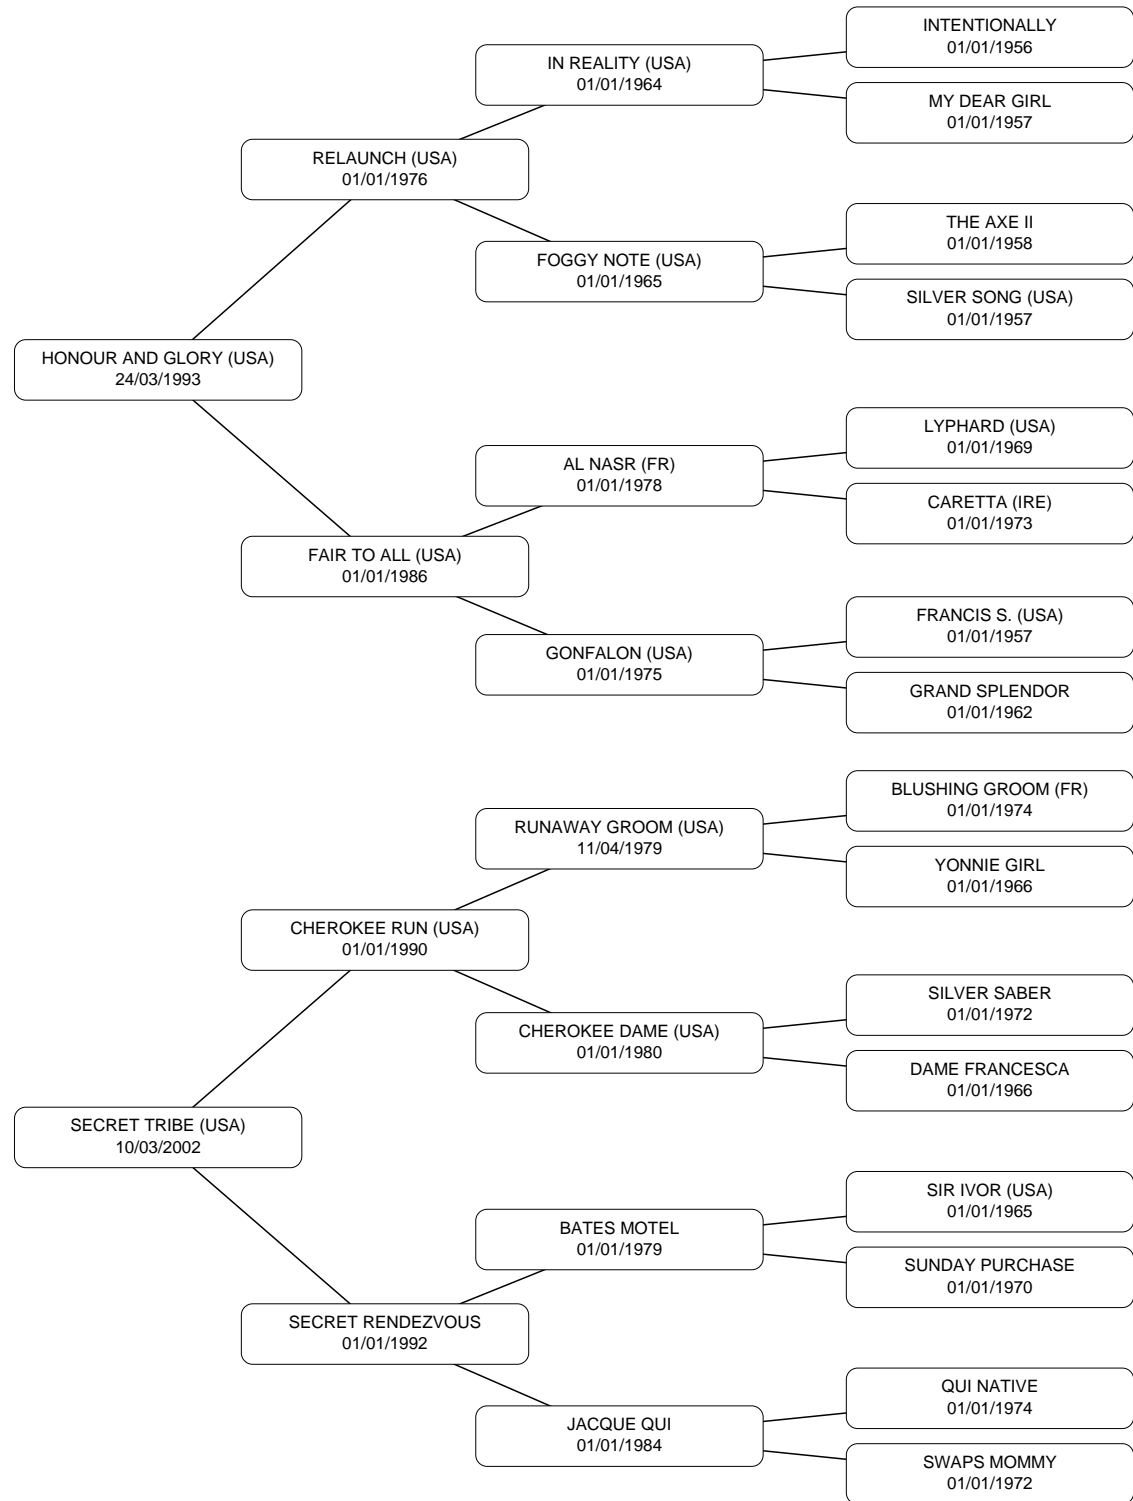 INTENTIONALLY
01/01/1956
IN REALITY (USA)
01/01/1964
MY DEAR GIRL
01/01/1957
RELAUNCH (USA)
01/01/1976
THE AXE II
01/01/1958
FOGGY NOTE (USA)
01/01/1965
SILVER SONG (USA)
01/01/1957
HONOUR AND GLORY (USA)
24/03/1993
LYPHARD (USA)
01/01/1969
AL NASR (FR)
01/01/1978
CARETTA (IRE)
01/01/1973
FAIR TO ALL (USA)
01/01/1986
FRANCIS S. (USA)
01/01/1957
GONFALON (USA)
01/01/1975
GRAND SPLENDOR
01/01/1962
BLUSHING GROOM (FR)
01/01/1974
RUNAWAY GROOM (USA)
11/04/1979
YONNIE GIRL
01/01/1966
CHEROKEE RUN (USA)
01/01/1990
SILVER SABER
01/01/1972
CHEROKEE DAME (USA)
01/01/1980
DAME FRANCESCA
01/01/1966
SECRET TRIBE (USA)
10/03/2002
SIR IVOR (USA)
01/01/1965
BATES MOTEL
01/01/1979
SUNDAY PURCHASE
01/01/1970
SECRET RENDEZVOUS
01/01/1992
QUI NATIVE
01/01/1974
JACQUE QUI
01/01/1984
SWAPS MOMMY
01/01/1972